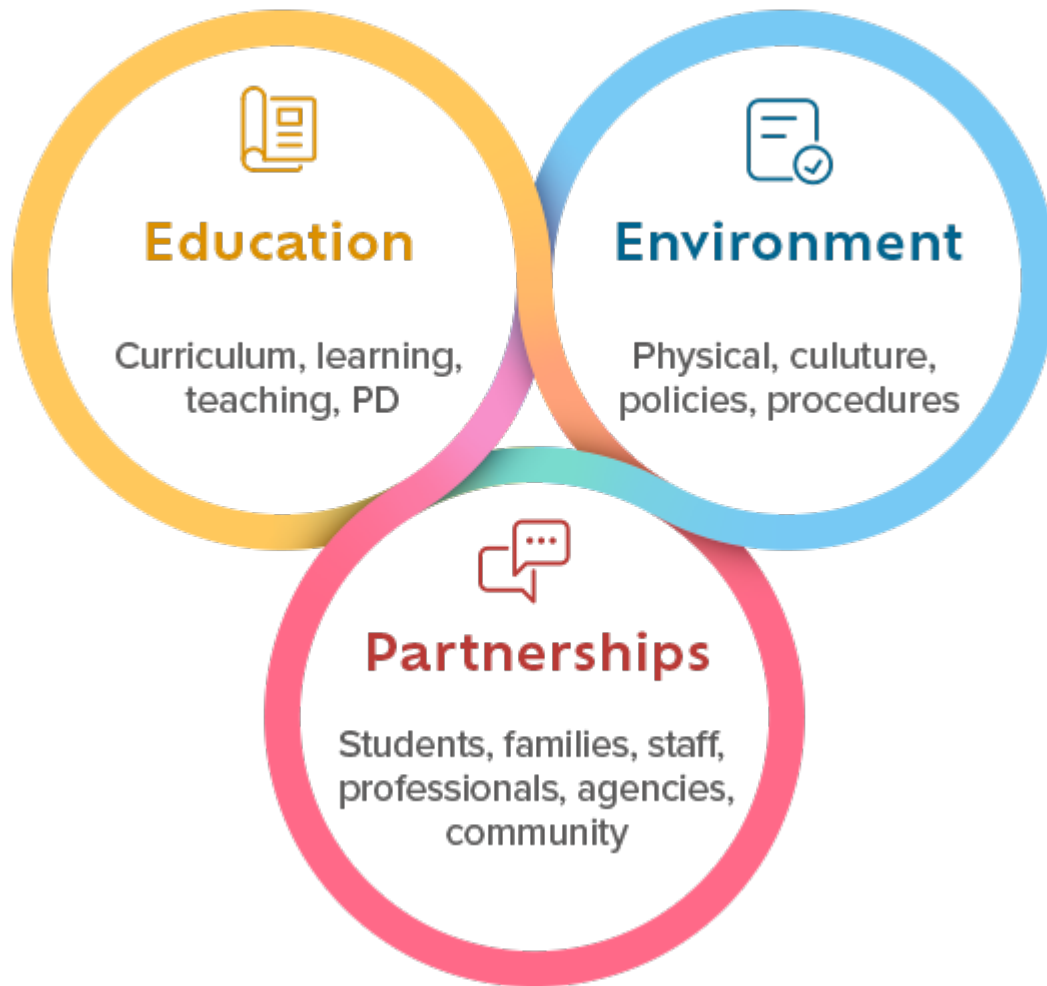 Education
Curriculum, learning,
teaching, PD
Environment
Physical, culuture,
policies, procedures
Partnerships
Students, families, staff,
professionals, agencies,
community